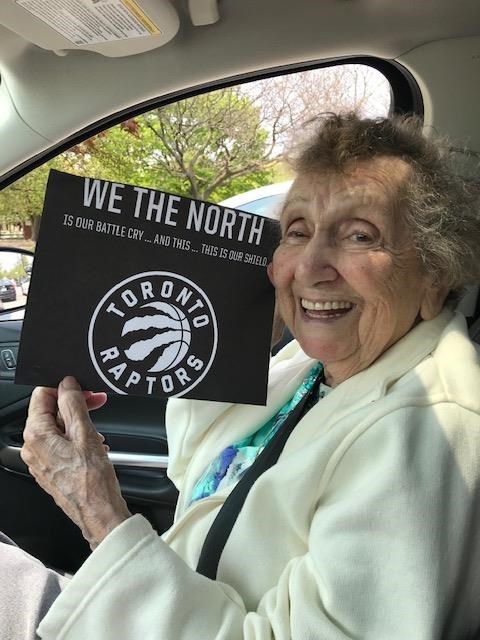 WE THE NORTH
IS OUR BATTLE CRY ... AND THIS ... THIS IS OUR SHIELD
TORONTO
RAPTORS